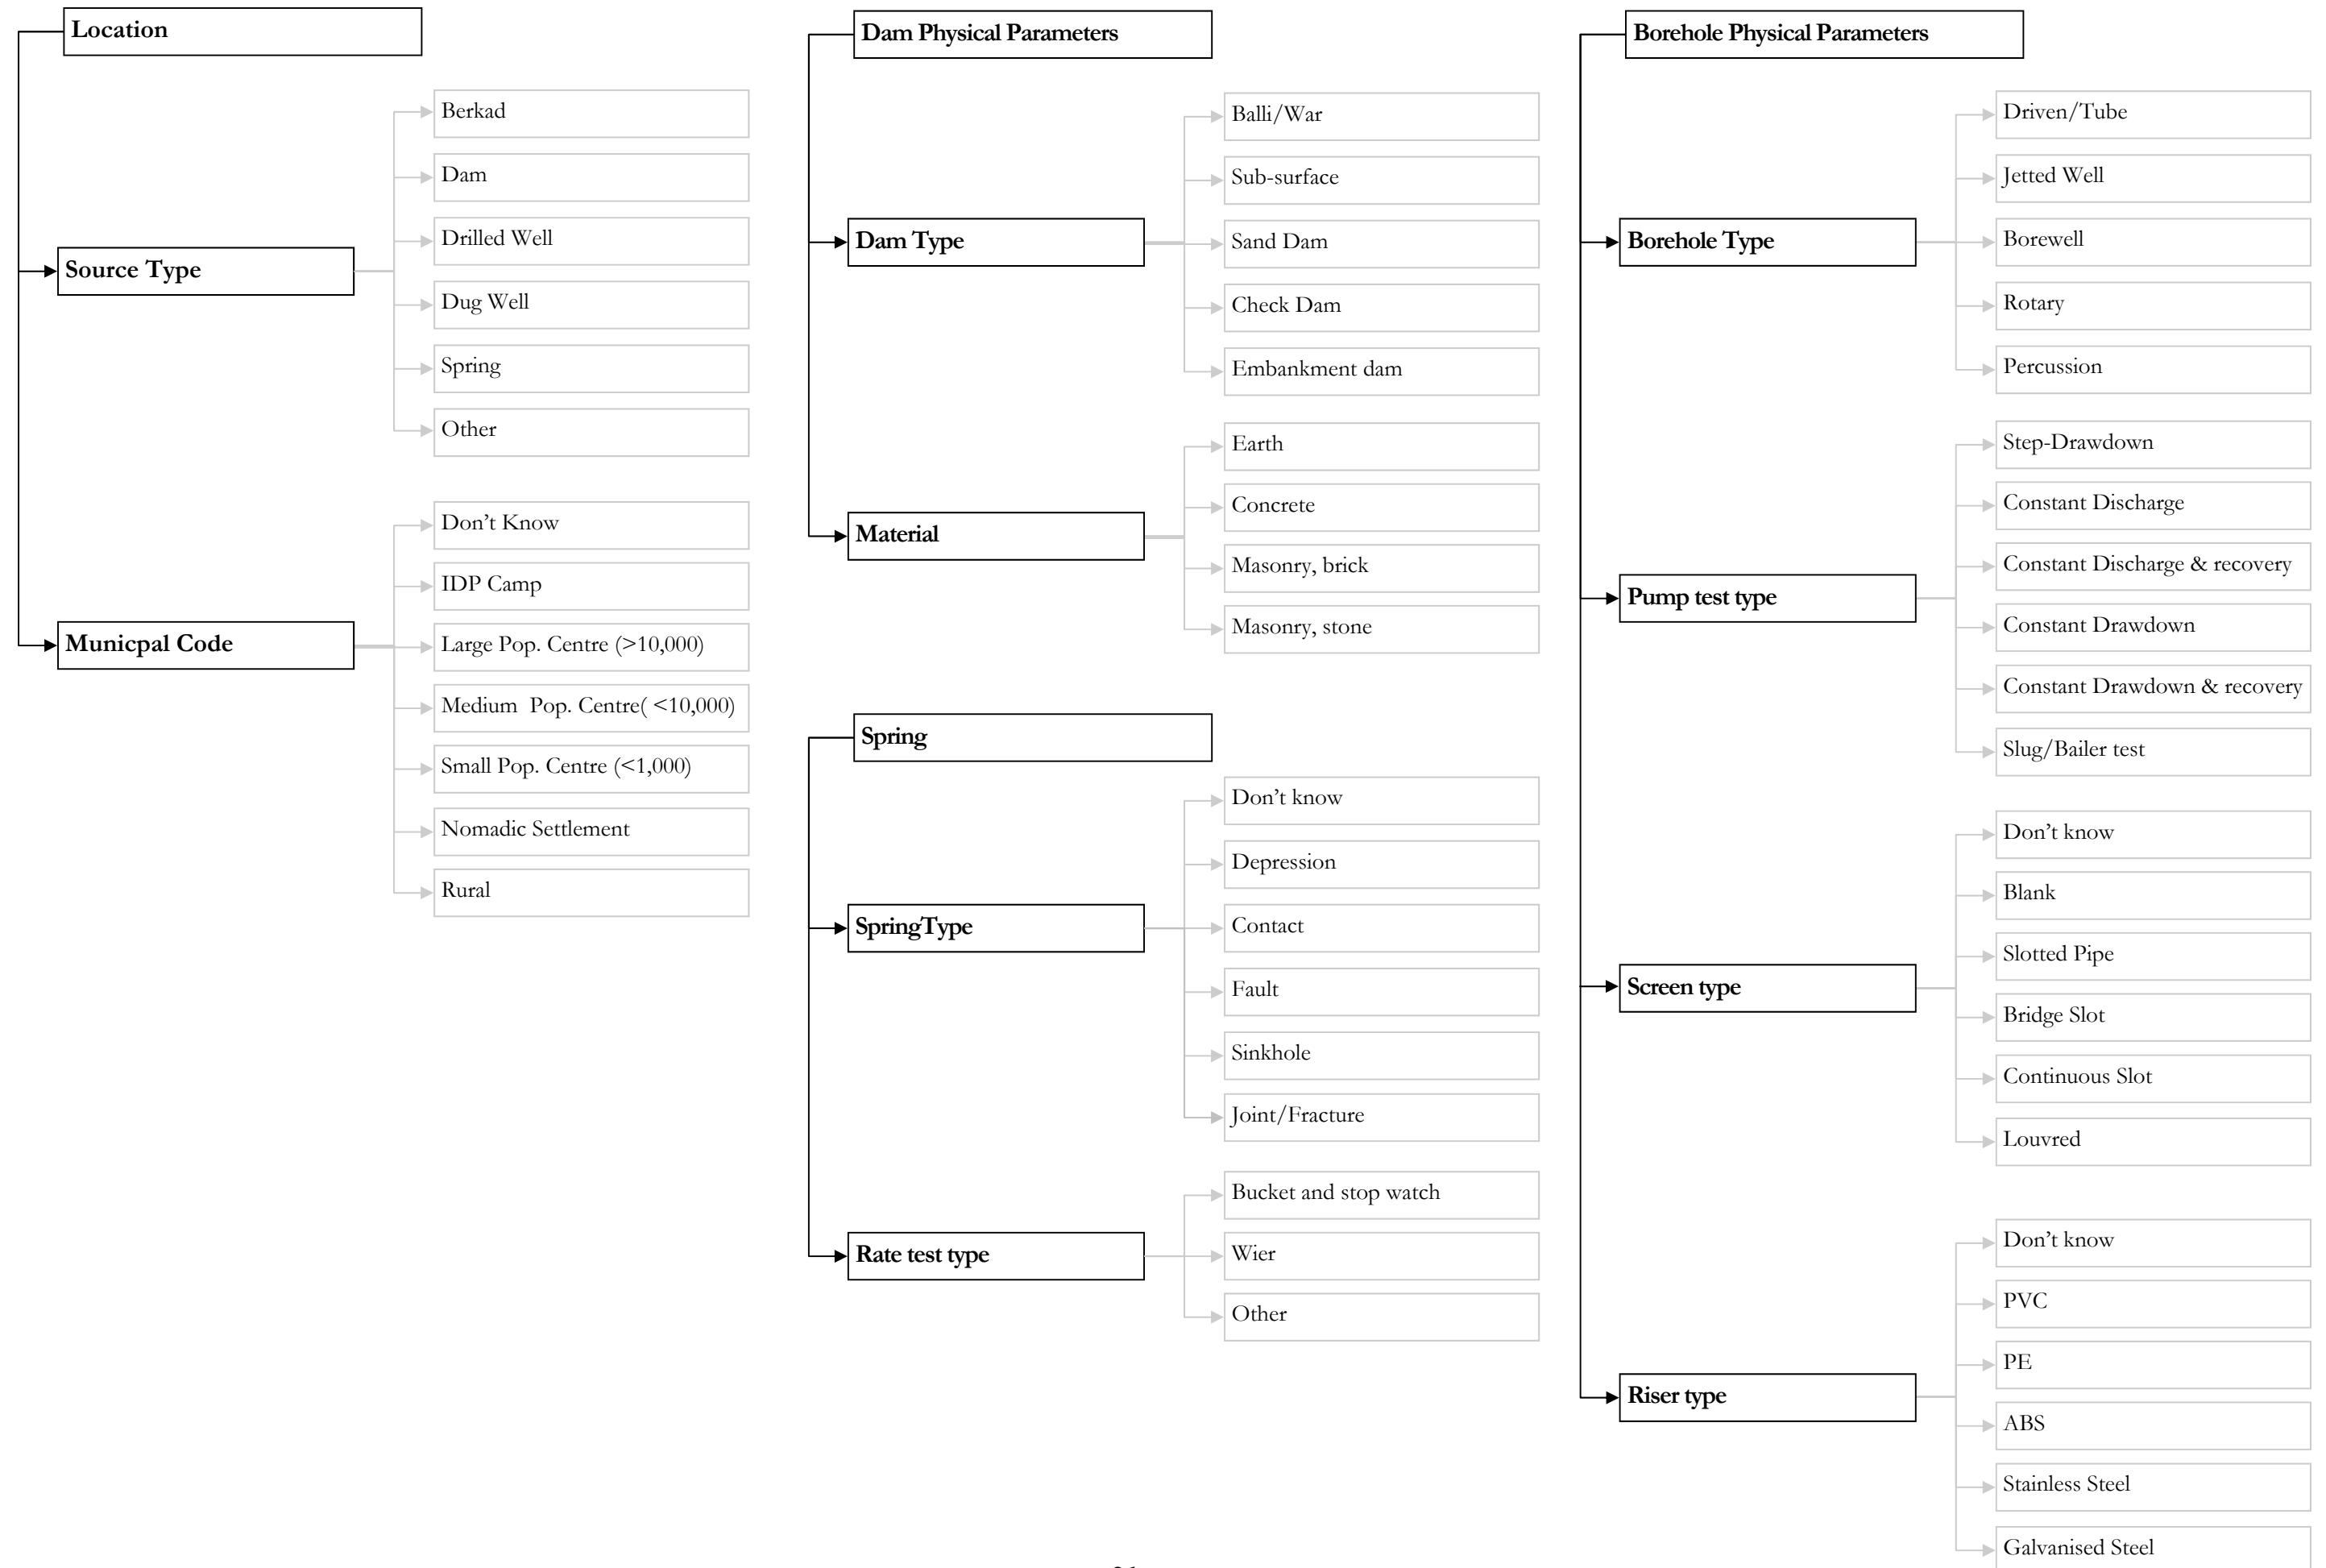 Location
Source Type
Berkad
Dam
Drilled Well
Dug Well
Spring
Other
Municpal Code
Don't Know
IDP Camp
Large Pop. Centre (>10,000)
Medium  Pop. Centre( <10,000)
Small Pop. Centre (<1,000)
Nomadic Settlement
Rural
Dam Physical Parameters
Dam Type
Balli/War
Sub-surface
Sand Dam
Check Dam
Embankment dam
Material
Earth
Concrete
Masonry, brick
Masonry, stone
Spring
SpringType
Don't know
Depression
Contact
Fault
Sinkhole
Joint/Fracture
Rate test type
Bucket and stop watch
Wier
Other
Borehole Physical Parameters
Borehole Type
Driven/Tube
Jetted Well
Borewell
Rotary
Percussion
Pump test type
Step-Drawdown
Constant Discharge
Constant Discharge & recovery
Constant Drawdown
Constant Drawdown & recovery
Slug/Bailer test
Screen type
Don't know
Blank
Slotted Pipe
Bridge Slot
Continuous Slot
Louvred
Riser type
Don't know
PVC
PE
ABS
Stainless Steel
Galvanised Steel